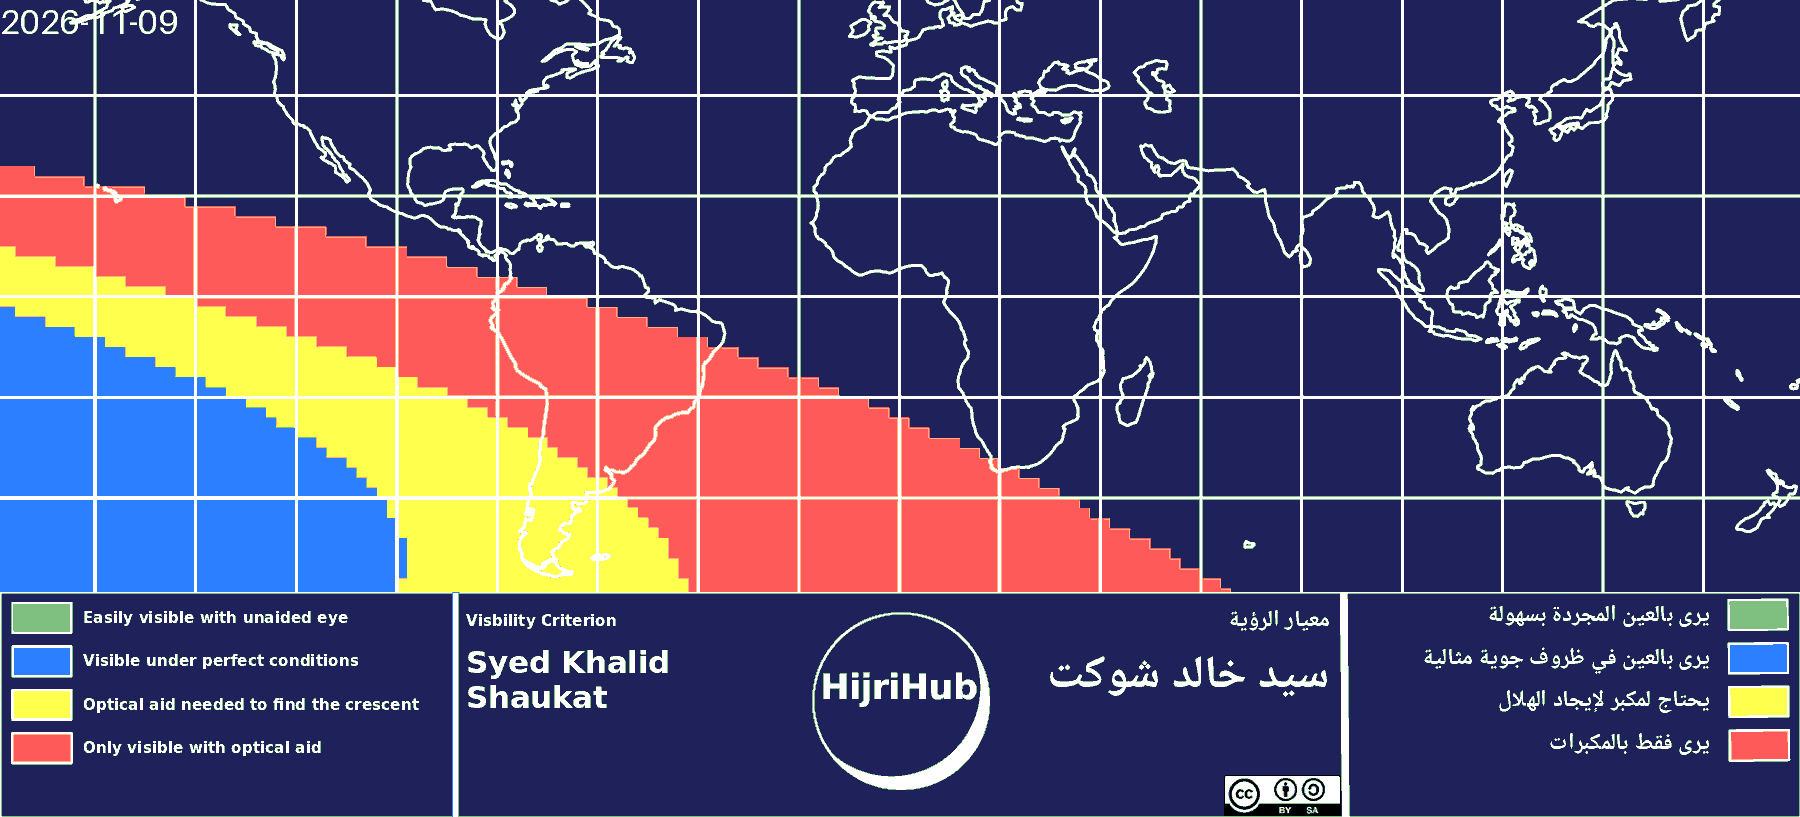 2026-11-09
Easily visible with unaided eye
Visible under perfect conditions
Optical aid needed to find the crescent
Only visible with optical aid
Visbility Criterion
Syed Khalid
Shaukat
HijriHub
معيار الرؤية
سيد خالد شوكت
cc
BY SA
يرى بالعين المجردة بسهولة
يرى بالعين في ظروف جوية مثالية
يحتاج لمكبر لإيجاد الهلال
يرى فقط بالمكبرات